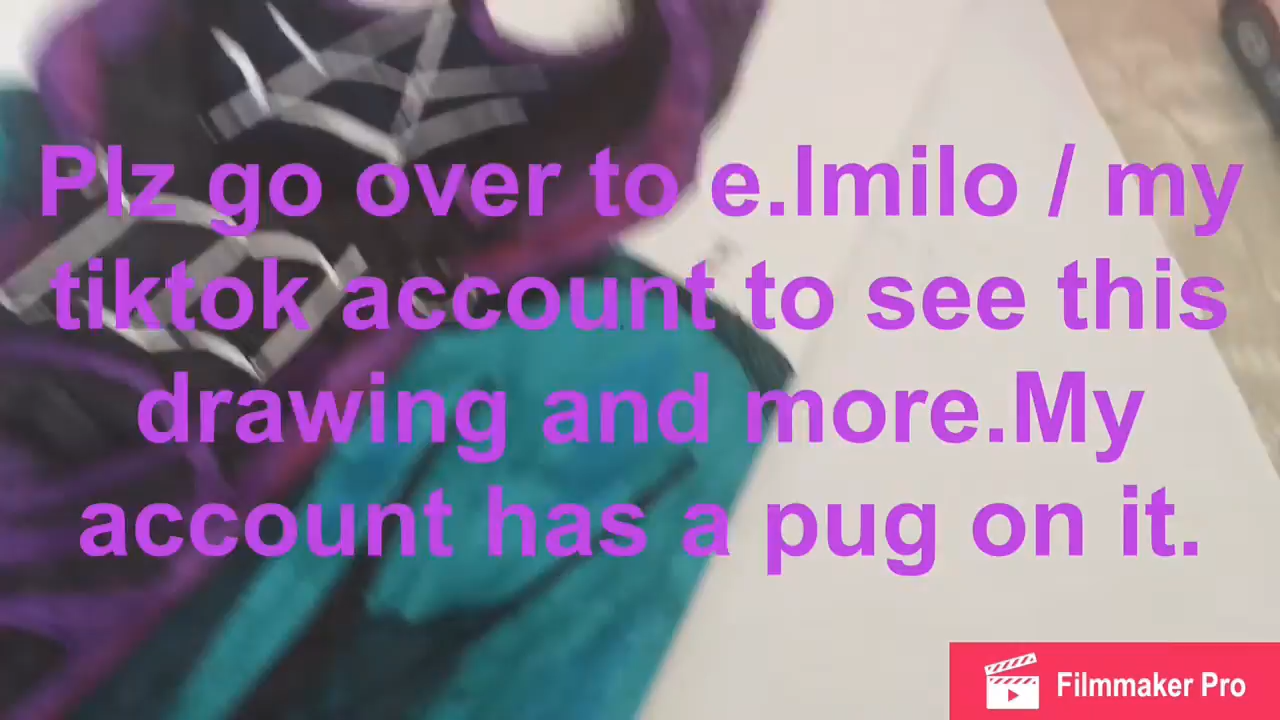 Plz go over to e.lmilo / my
tiktok account to see this
drawing and more.My
account has a pug on it.
Filmmaker Pro